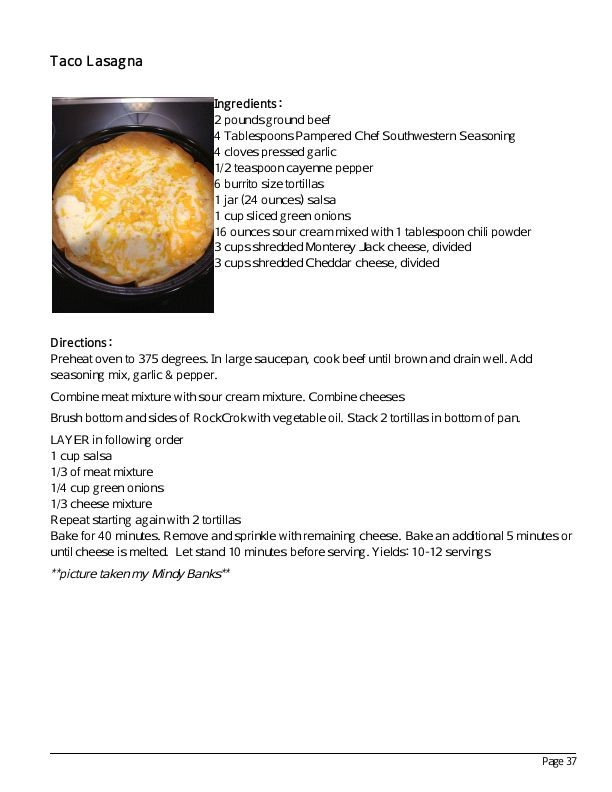 Taco Lasagna
Ingredients:
2 pounds ground beef
4 Tablespoons Pampered Chef Southwestern Seasoning
4 cloves pressed garlic
1/2 teaspoon cayenne pepper
6 burrito size tortillas
1 jar (24 ounces) salsa
1 cup sliced green onions
16 ounces sour cream mixed with 1 tablespoon chili powder
3 cups shredded Monterey Jack cheese, divided
3 cups shredded Cheddar cheese, divided
Directions:
Preheat oven to 375 degrees. In large saucepan, cook beef until brown and drain well. Add
seasoning mix, garlic & pepper.
Combine meat mixture with sour cream mixture. Combine cheeses
Brush bottom and sides of RockCrok with vegetable oil. Stack 2 tortillas in bottom of pan.
LAYER in following order
1 cup salsa
1/3 of meat mixture
1/4 cup green onions
1/3 cheese mixture
Repeat starting again with 2 tortillas
Bake for 40 minutes. Remove and sprinkle with remaining cheese. Bake an additional 5 minutes or
until cheese is melted. Let stand 10 minutes before serving. Yields: 10-12 servings
**picture taken my Mindy Banks**
Page 37